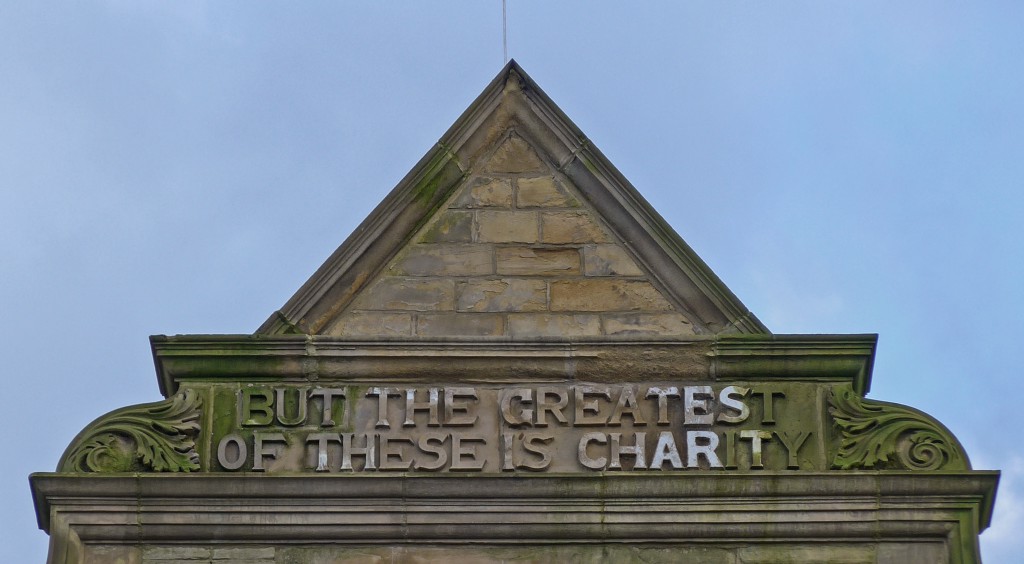 BUT THE GREATEST
OF THESE IS CHARITY